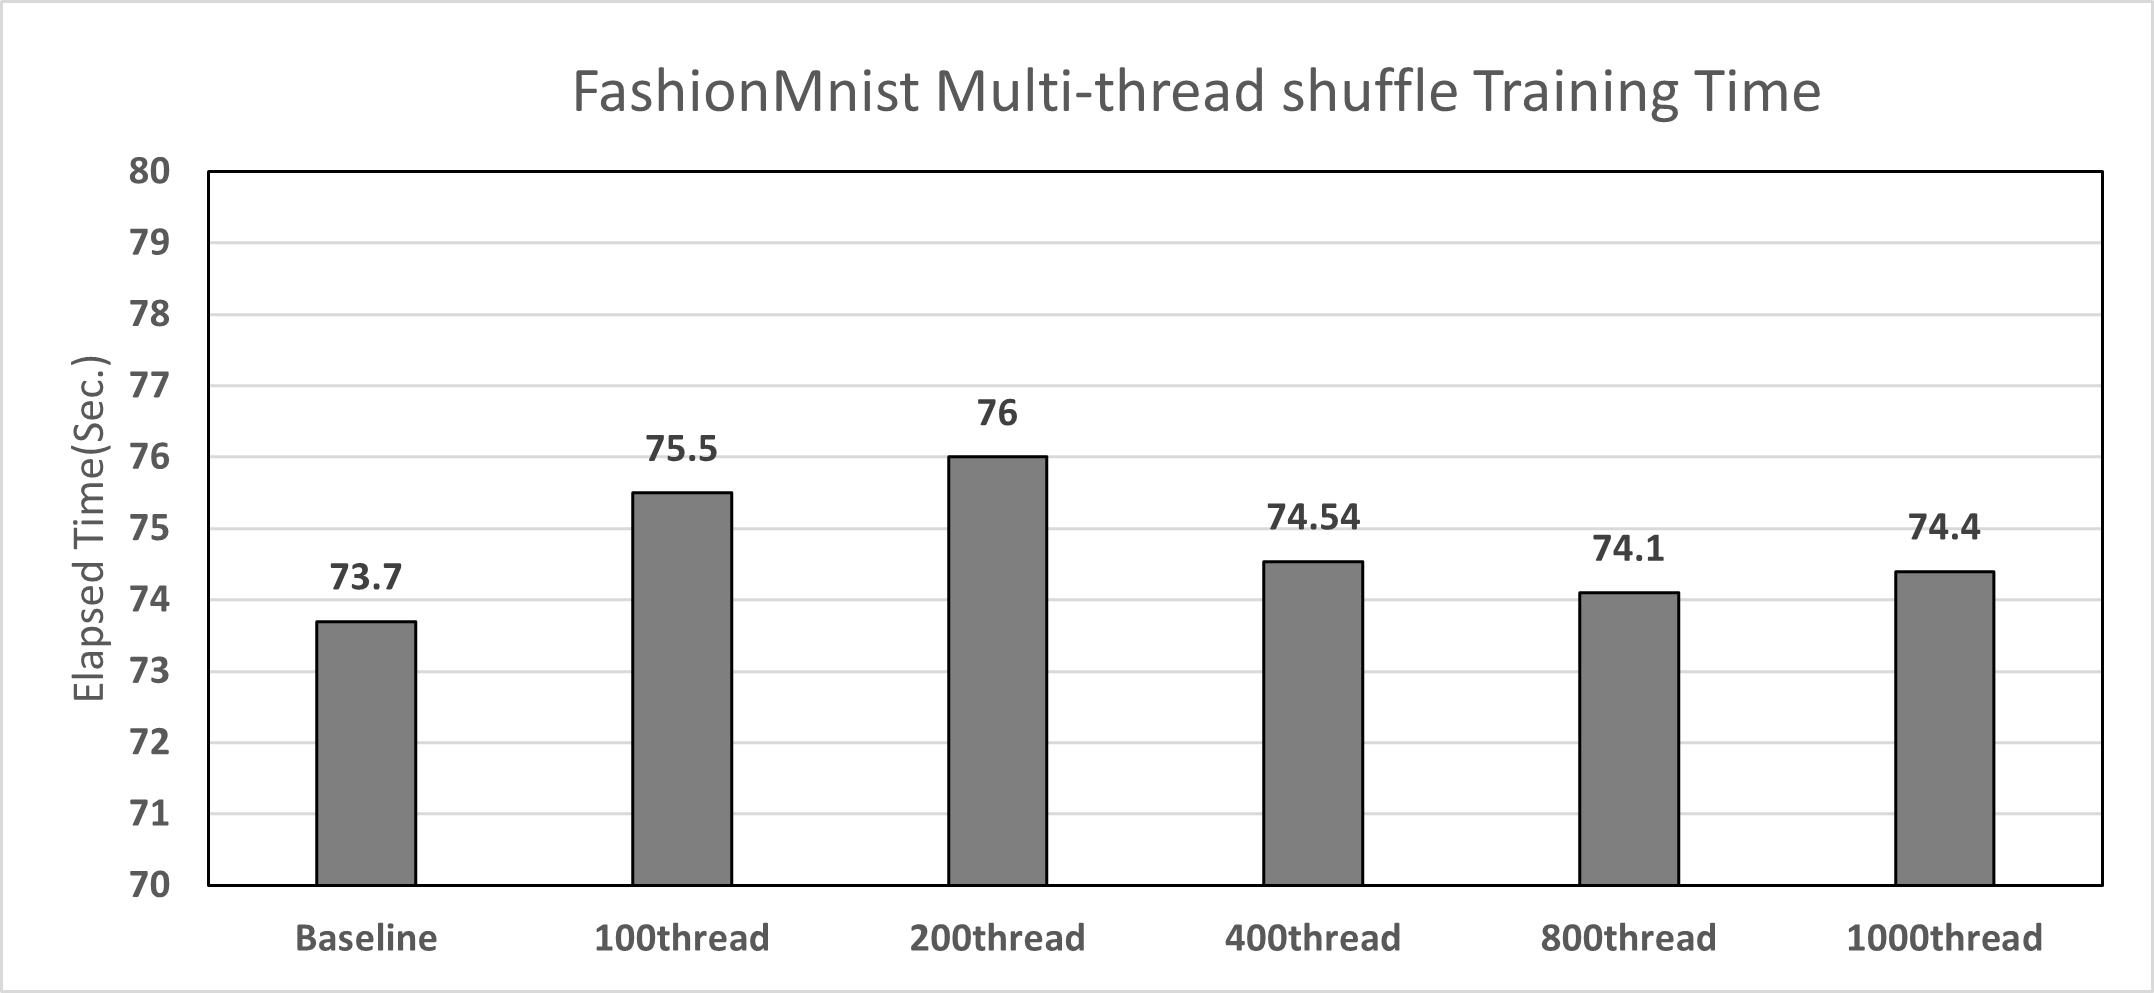 FashionMnist Multi-thread shuffle Training Time
Elapsed Time(Sec.)
80
79
78
77
76
75
74
73
72
71
70
73.7
75.5
76
74.54
74.1
74.4
Baseline
100thread
200thread
400thread
800thread
1000thread